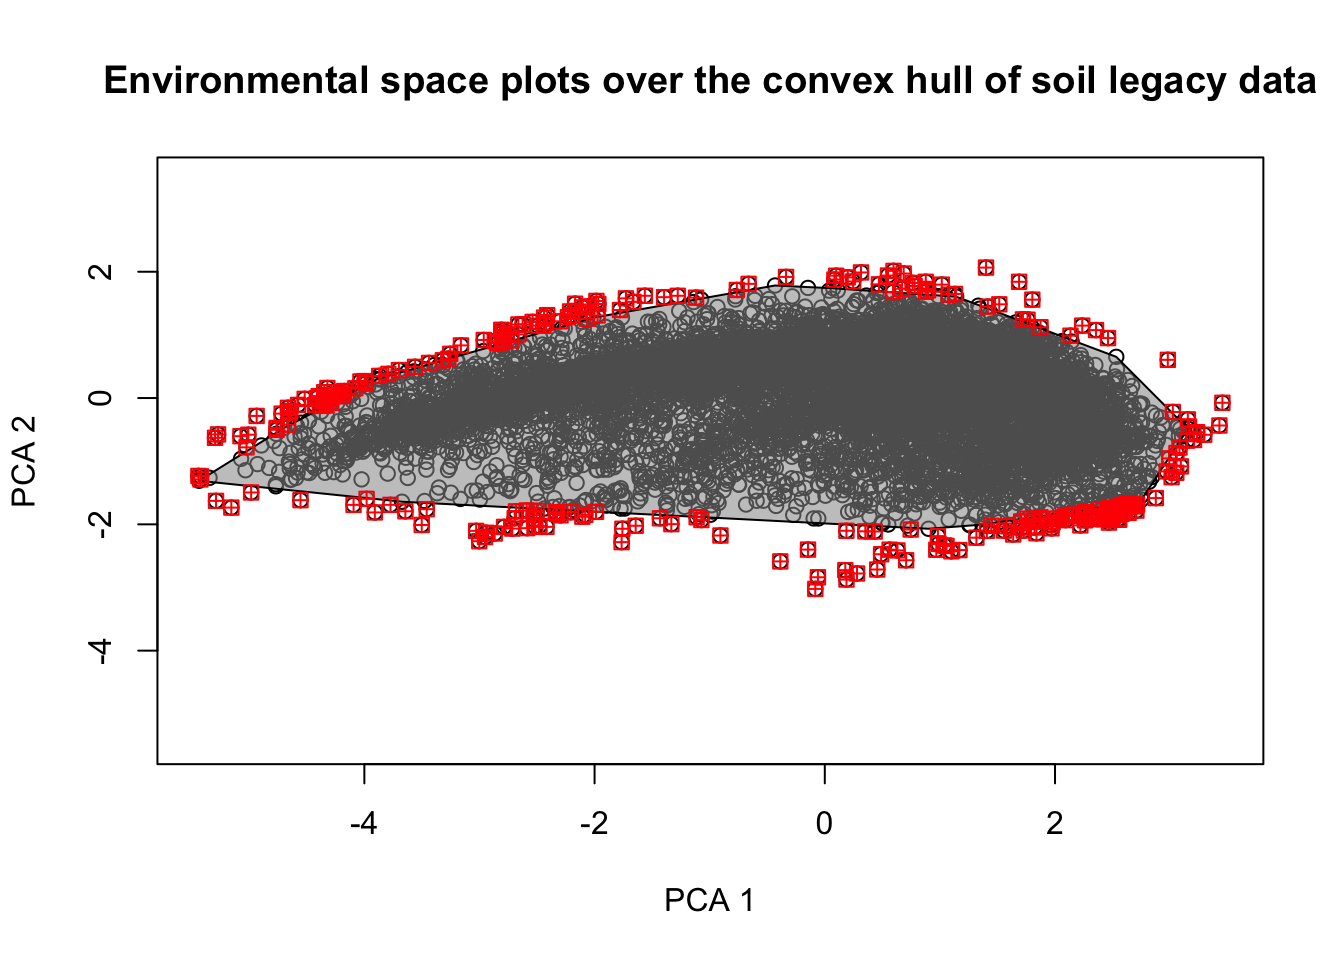 Environmental space plots over the convex hull of soil legacy data
PCA 2
2
0
-2
-4
-4 -2 0 2
PCA 1